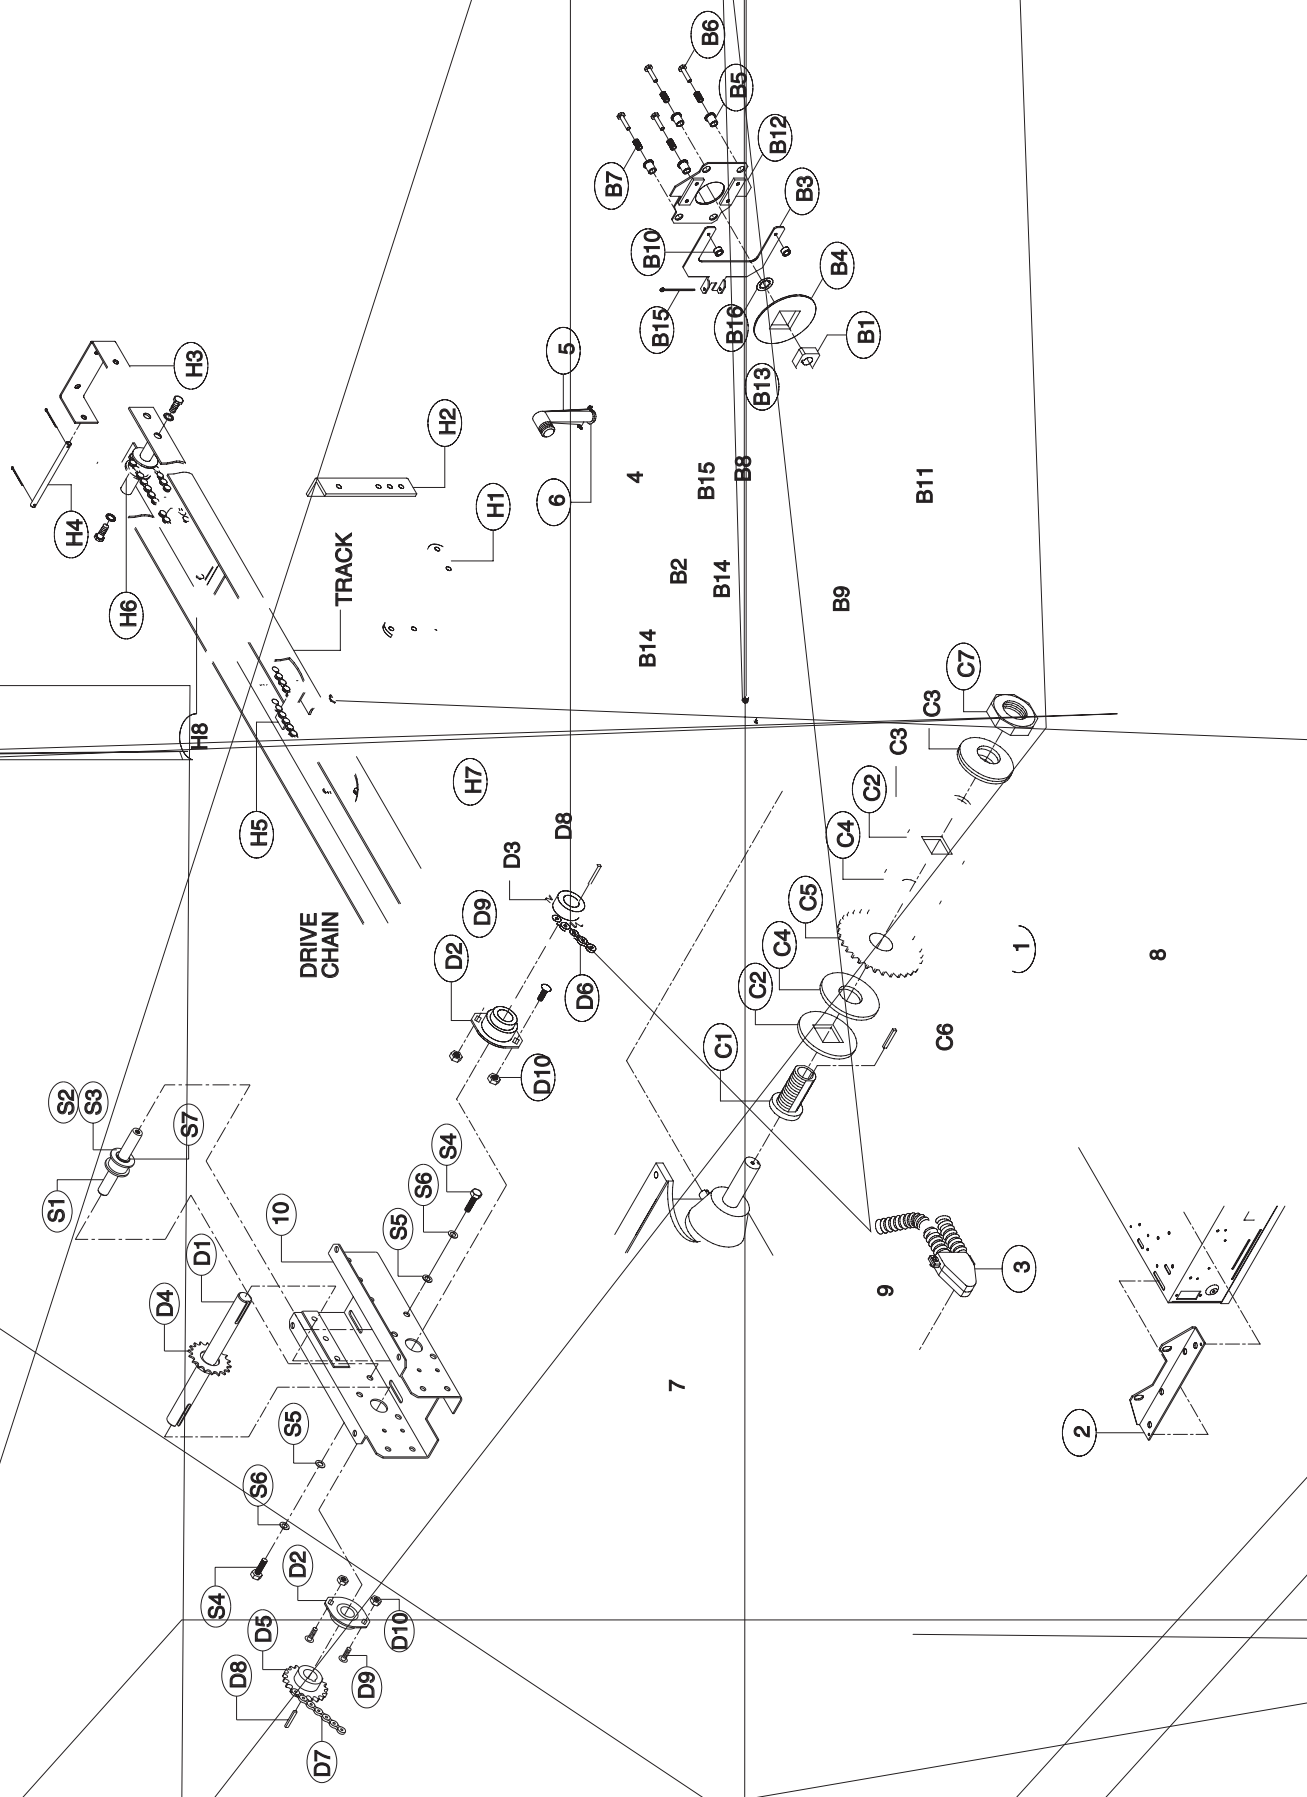 B6
B5
B12
B7
B3
B10
B4
B15
B16
B1
B13
H3
5
H2
H4
H1
6
4
B15
B8
B11
TRACK
H6
B2
B14
B9
B14
C7
C3
H8
C3
H7
C2
H5
C4
D8
D3
C5
D9
DRIVE
CHAIN
D2
C4
1
8
D6
C2
C6
C1
D10
S2
S3
S7
S4
S1
S6
10
S5
D1
3
9
D4
7
2
S5
S6
D2
S4
D5
D10
D8
D9
D7